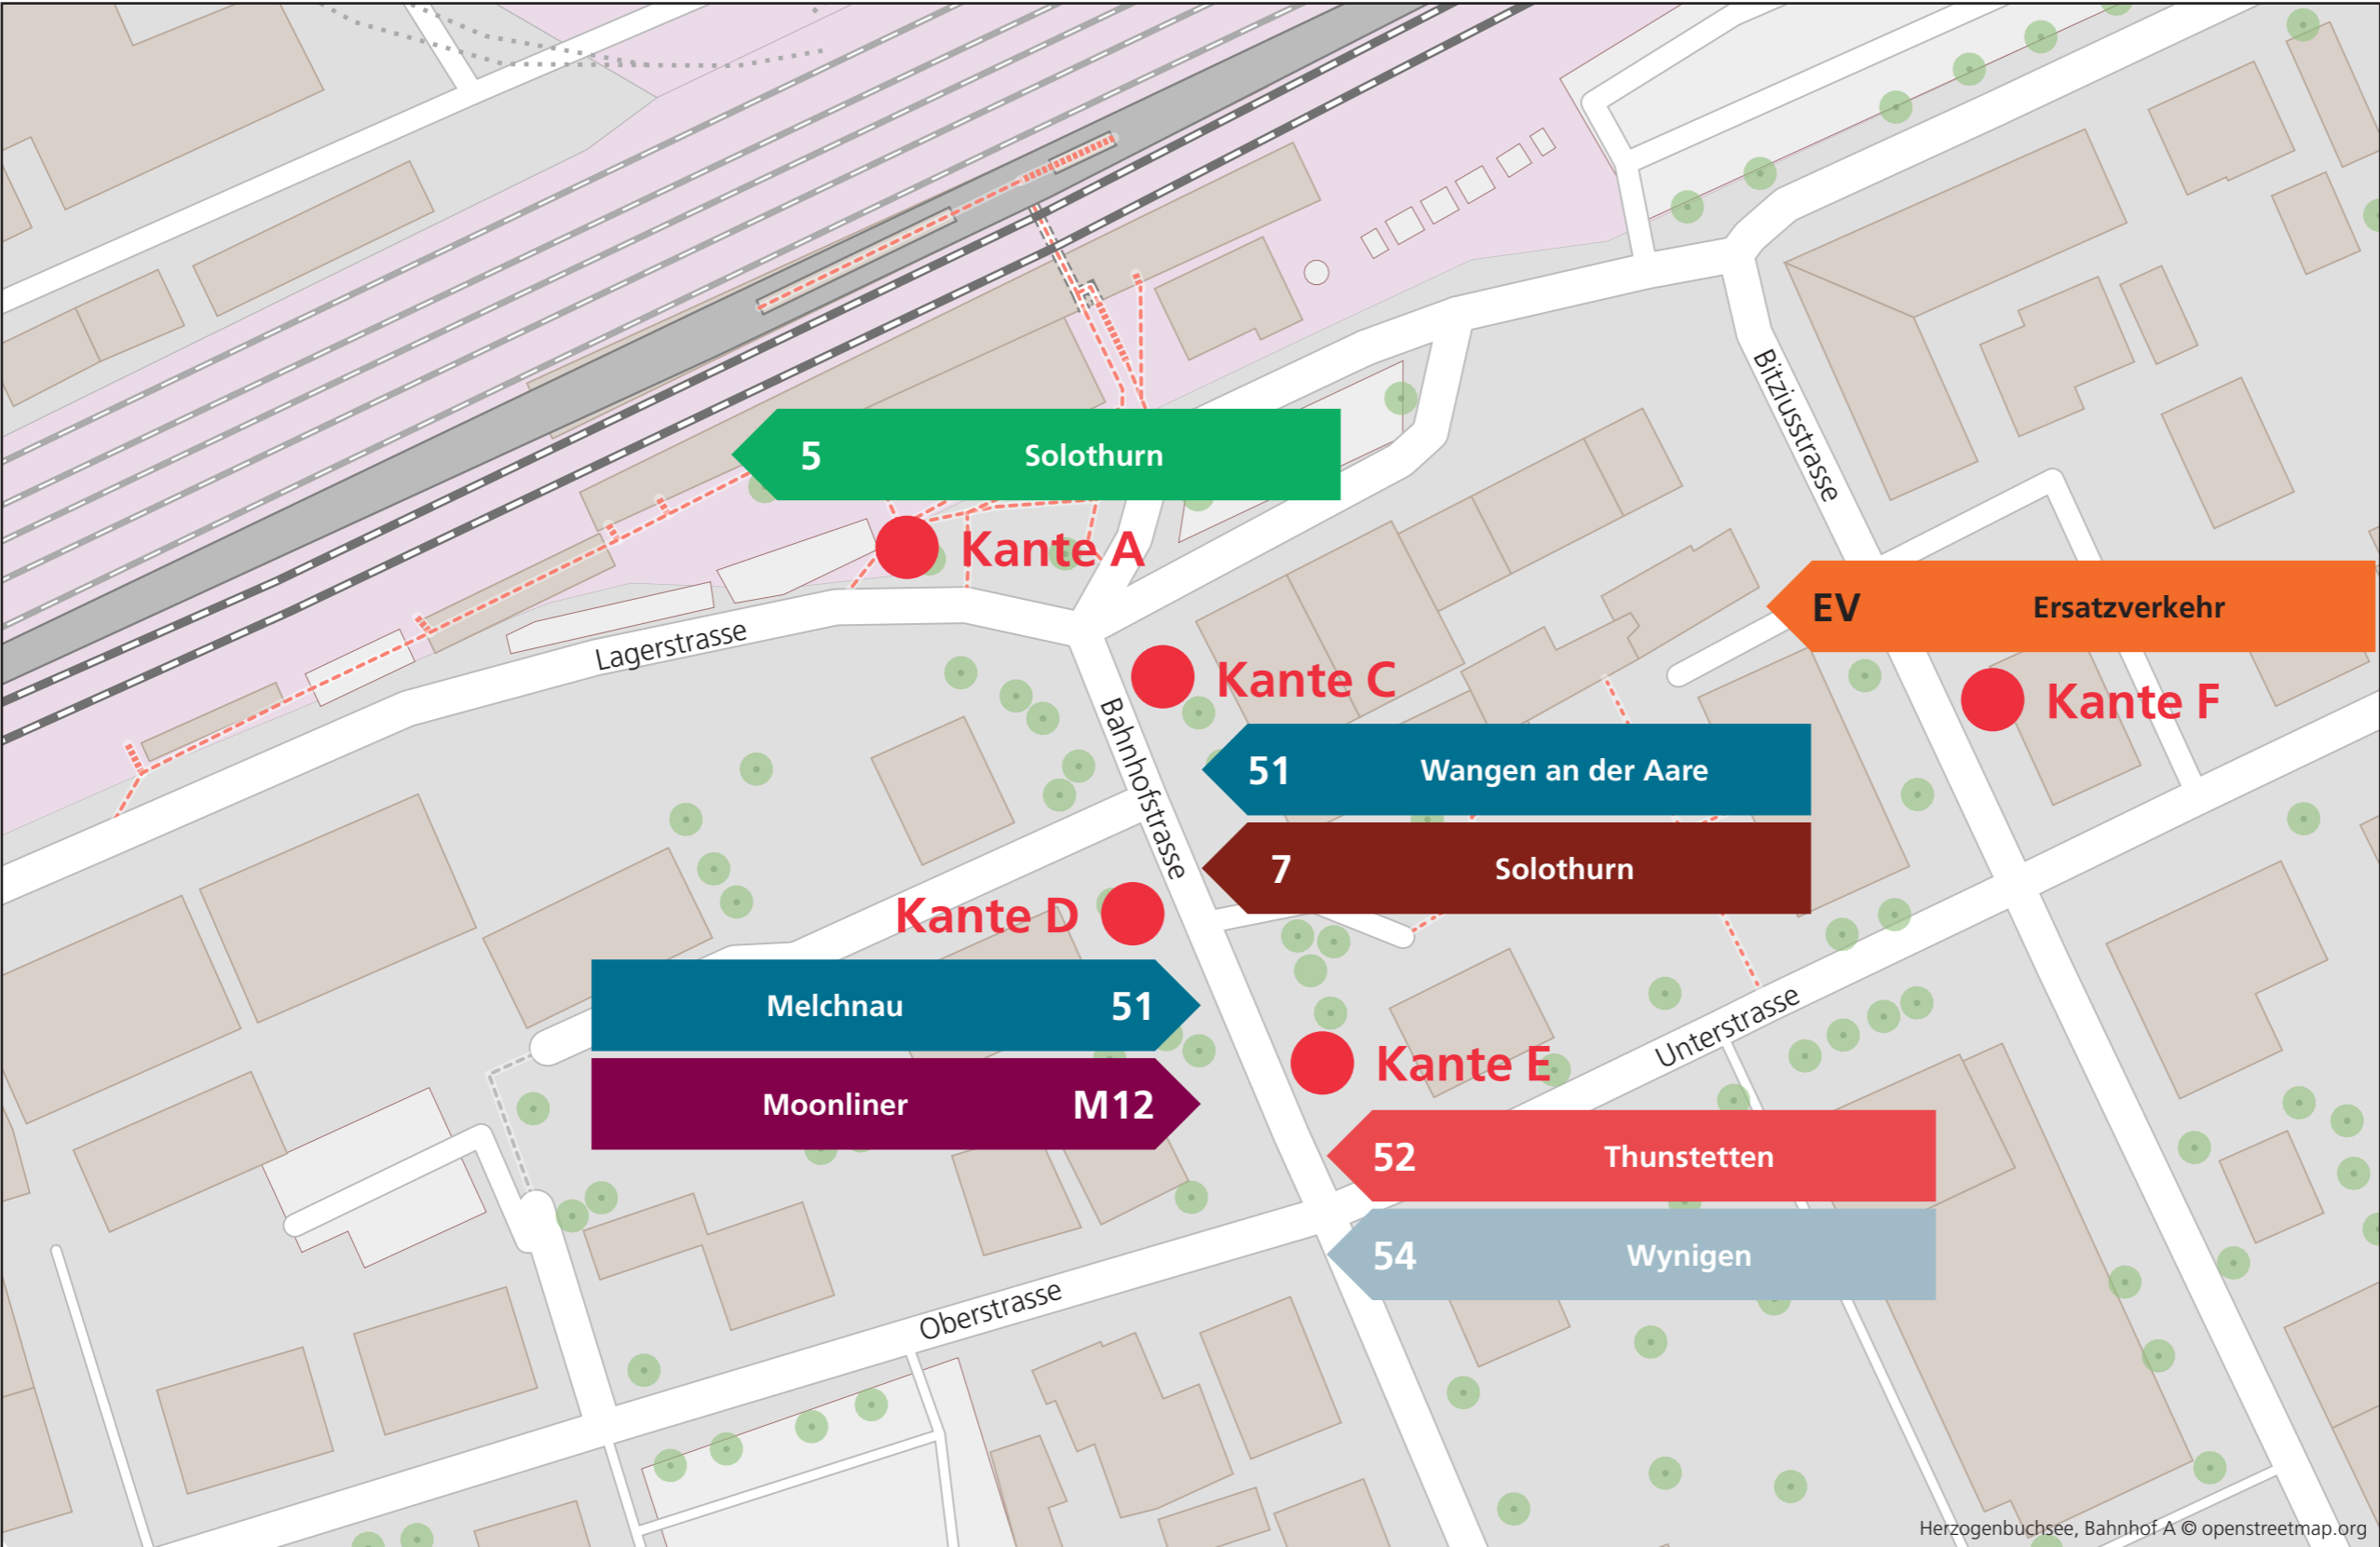 5 Solothurn
Kante A
Bitziusstrasse
EV Ersatzverkehr
Lagerstrasse
Kante C
Kante F
Bahnhofstrasse
51 Wangen an der Aare
7 Solothurn
Kante D
Melchnau 51
Moonliner M12
Unterstrasse
Kante E
52 Thunstetten
54 Wynigen
Oberstrasse
Herzogenbuchsee, Bahnhof A © openstreetmap.org